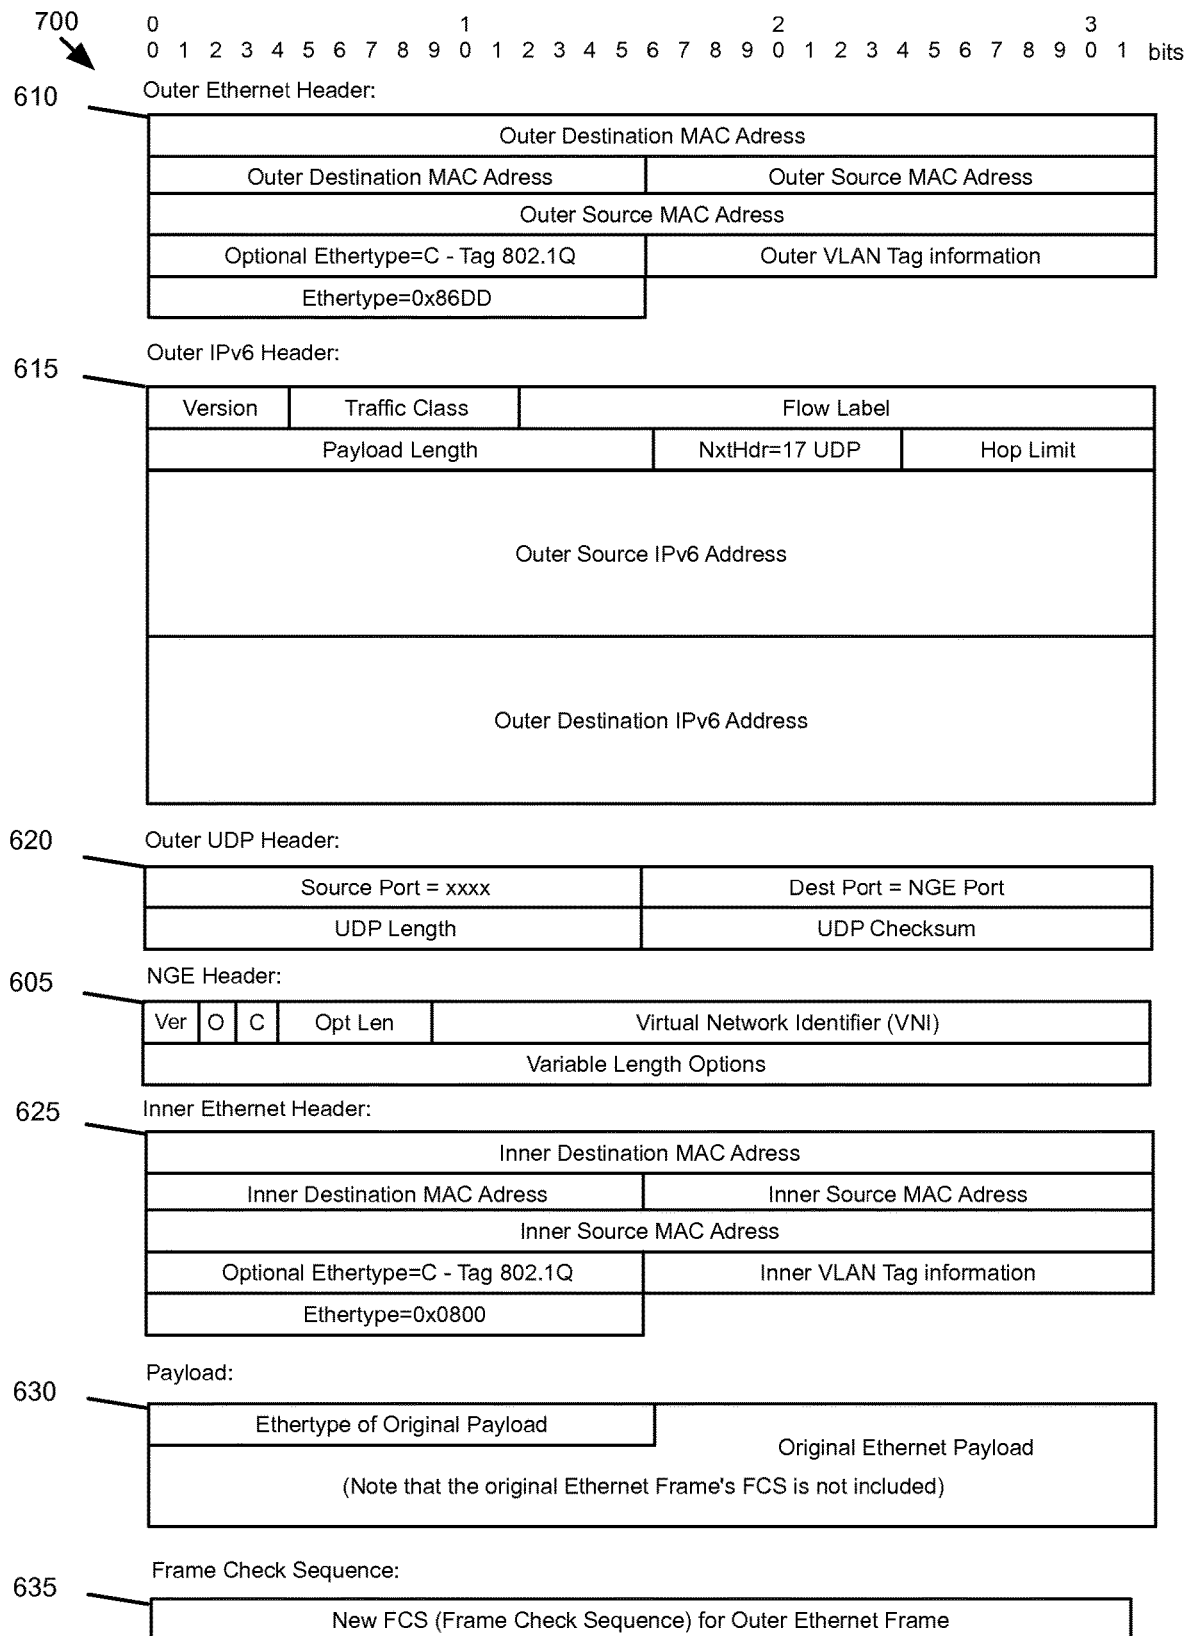 700
0 1 2 3
0 1 2 3 4 5 6 7 8 9 0 1 2 3 4 5 6 7 8 9 0 1 2 3 4 5 6 7 8 9 0 1 bits
610 Outer Ethernet Header:
Outer Destination MAC Adress
Outer Destination MAC Adress Outer Source MAC Adress
Outer Source MAC Adress
Optional Ethertype=C - Tag 802.1Q Outer VLAN Tag information
Ethertype=0x86DD
615 Outer IPv6 Header:
Version Traffic Class Flow Label
Payload Length NxtHdr=17 UDP Hop Limit
Outer Source IPv6 Address
Outer Destination IPv6 Address
620 Outer UDP Header:
Source Port = xxxx Dest Port = NGE Port
UDP Length UDP Checksum
605 NGE Header:
Ver O C Opt Len Virtual Network Identifier (VNI)
Variable Length Options
625 Inner Ethernet Header:
Inner Destination MAC Adress
Inner Destination MAC Adress Inner Source MAC Adress
Inner Source MAC Adress
Optional Ethertype=C - Tag 802.1Q Inner VLAN Tag information
Ethertype=0x0800
630 Payload:
Ethertype of Original Payload
Original Ethernet Payload
(Note that the original Ethernet Frame's FCS is not included)
635 Frame Check Sequence:
New FCS (Frame Check Sequence) for Outer Ethernet Frame